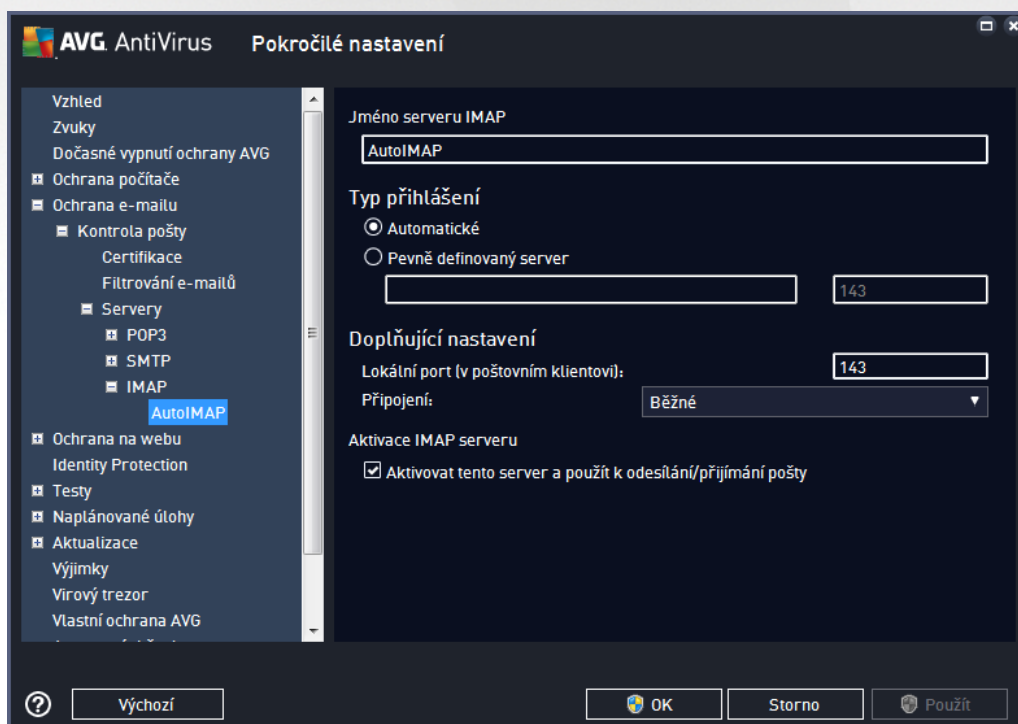 AVG. AntiVirus Pokročilé nastavení
Vzhled
Zvuky
Dočasné vypnutí ochrany AVG
Ochrana počítače
Ochrana e-mailu
Kontrola pošty
Certifikace
Filtrování e-mailů
Servery
POP3
SMTP
IMAP
AutoIMAP
Ochrana na webu
Identity Protection
Testy
Naplánované úlohy
Aktualizace
Výjimky
Virový trezor
Vlastní ochrana AVG
Jméno serveru IMAP
AutoIMAP
Typ přihlášení
Automatické
Pevně definovaný server
143
Doplňující nastavení
Lokální port (v poštovním klientovi): 143
Připojení: Běžné
Aktivace IMAP serveru
Aktivovat tento server a použít k odesílání/přijímání pošty
? Výchozí OK Storno Použít